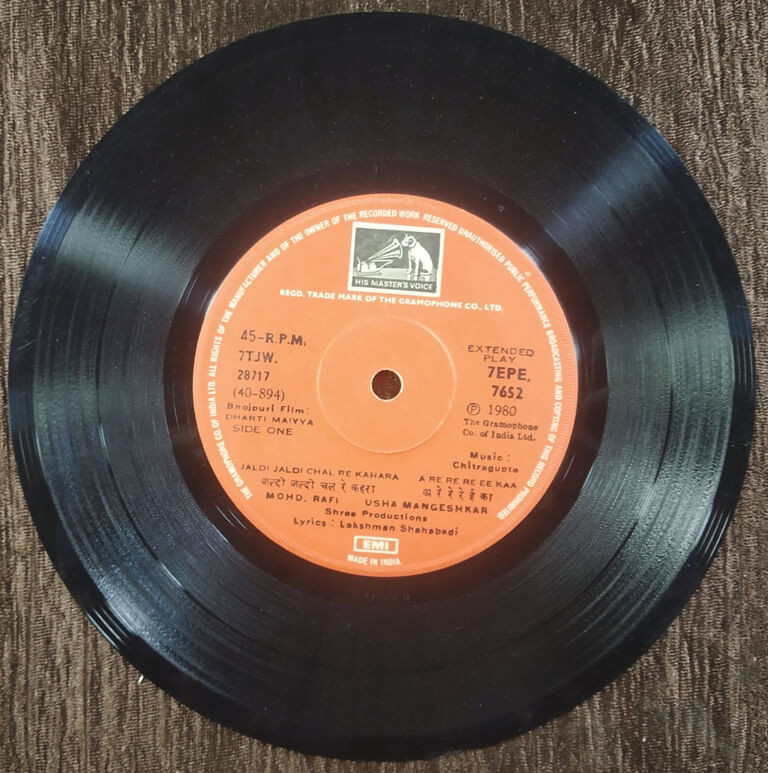 THE GRAMOPHONE CO. OF INDIA LTD. ALL RIGHTS OF THE MANUFACTURER AND OF THE OWNER OF THE RECORDED WORK RESERVED UNAUTHORISED PUBLIC PERFORMANCE BROADCASTING AND COPYING OF THIS RECORD PROHIBITED
HIS MASTER'S VOICE
REGD. TRADE MARK OF THE GRAMOPHONE CO., LTD.
45-R.P.M.
7TJW.
28717
(40-894)
Bhojpuri Film:
DHARTI MAIYYA
SIDE ONE
EXTENDED
PLAY
7EPE.
7652
Ⓟ 1980
The Gramophone
Co. of India Ltd.
Music :
Chitragupta
JALDI JALDI CHAL RE KAHARA
जल्दी जल्दी चल रे कहरा
MOHD. RAFI
A RE RE RE EE KAA
अ रे रे रे ई का
USHA MANGESHKAR
Shree Productions
Lyrics : Lakshman Shahabadi
EMI
MADE IN INDIA